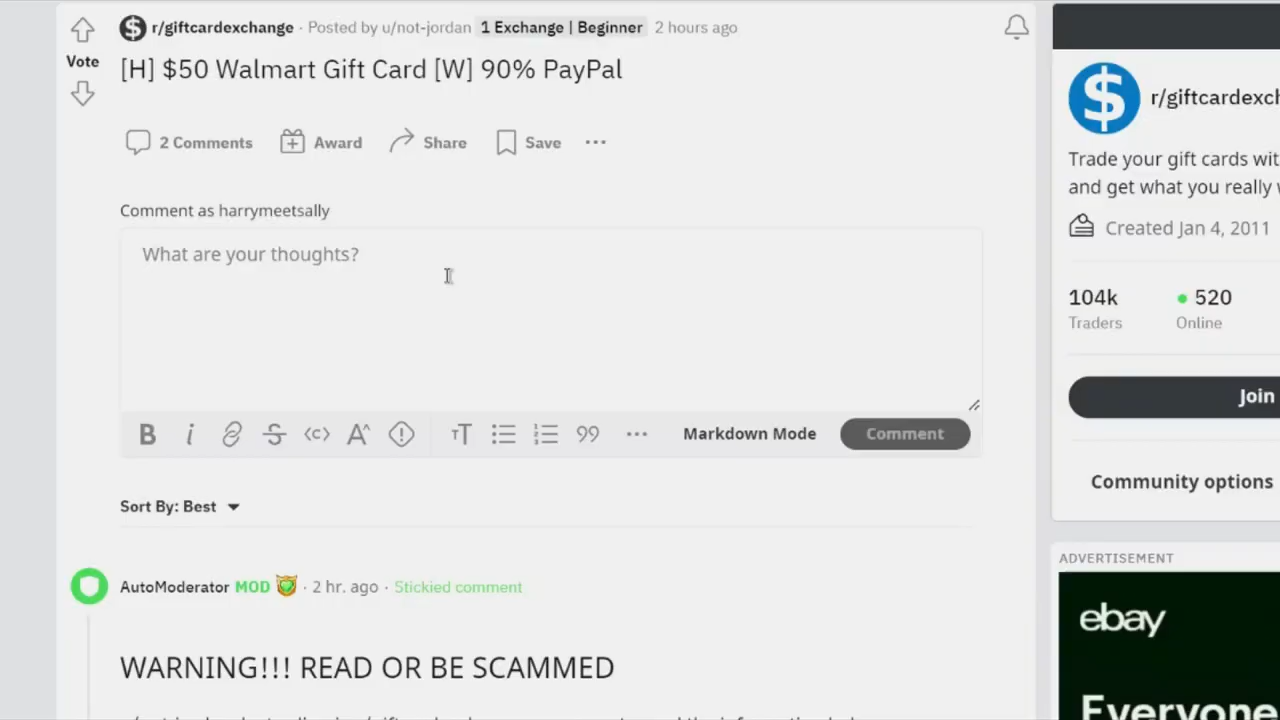 r/giftcardexchange · Posted by u/not-jordan 1 Exchange | Beginner 2 hours ago
Vote
[H] $50 Walmart Gift Card [W] 90% PayPal
2 Comments Award Share Save ...
Comment as harrymeetsally
What are your thoughts?
Markdown Mode Comment
Sort By: Best
AutoModerator MOD · 2 hr. ago · Stickied comment
WARNING!!! READ OR BE SCAMMED
r/giftcardexch
Trade your gift cards wit
and get what you really
Created Jan 4, 2011
104k 520
Traders Online
Join
Community options
ADVERTISEMENT
ebay
Everyone